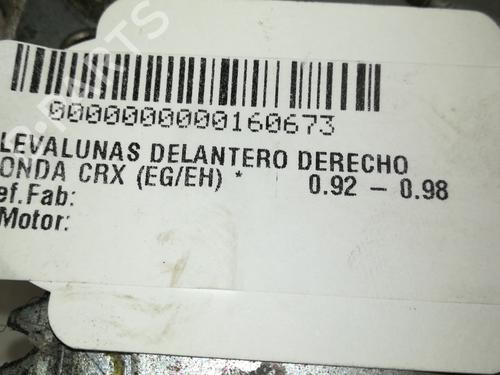 0000000000160673
LEVALUNAS DELANTERO DERECHO
ONDA CRX (EG/EH) * 0.92 - 0.98
ef.Fab:
Motor: